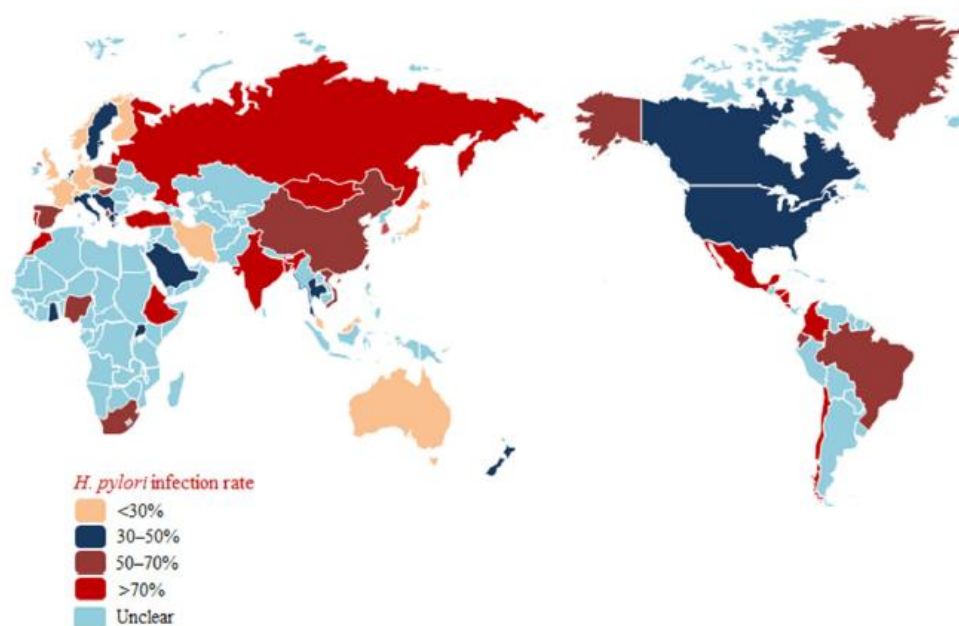 H. pylori infection rate
<30%
30–50%
50–70%
>70%
Unclear